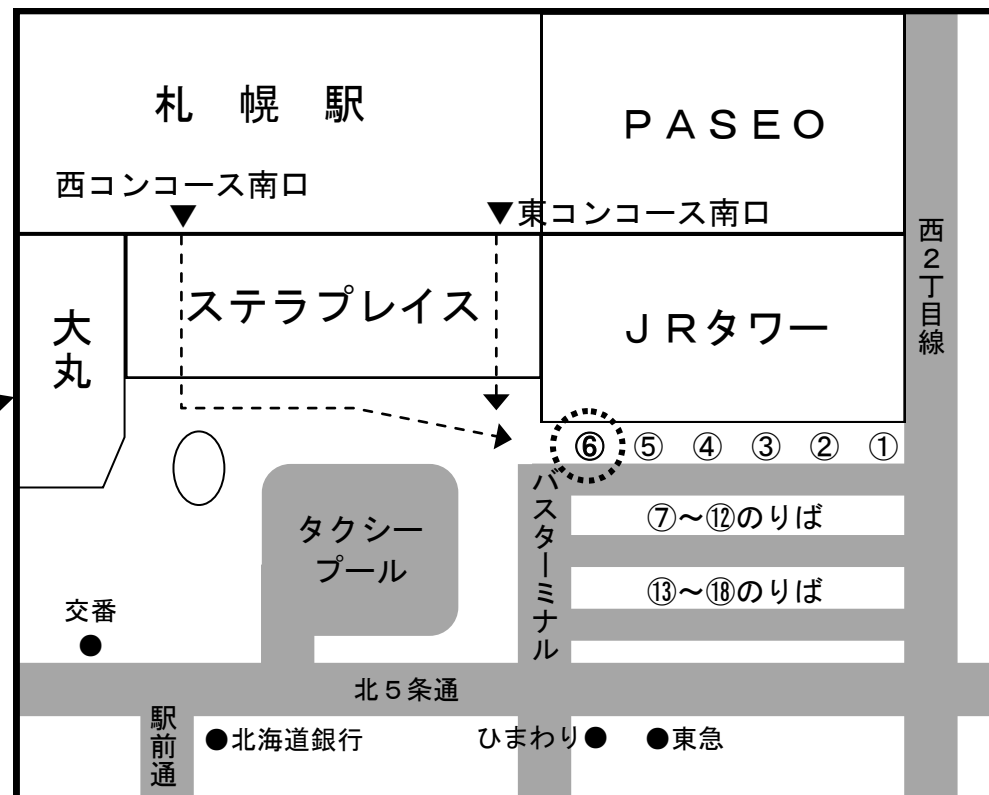 札幌駅
PASEO
西コンコース南口
▼
▼東コンコース南口
西2丁目線
大丸
ステラプレイス
JRタワー
⑥ ⑤ ④ ③ ② ①
バスターミナル
⑦～⑫のりば
タクシー
プール
⑬～⑱のりば
交番
●
北5条通
駅前通
●北海道銀行
ひまわり●
●東急